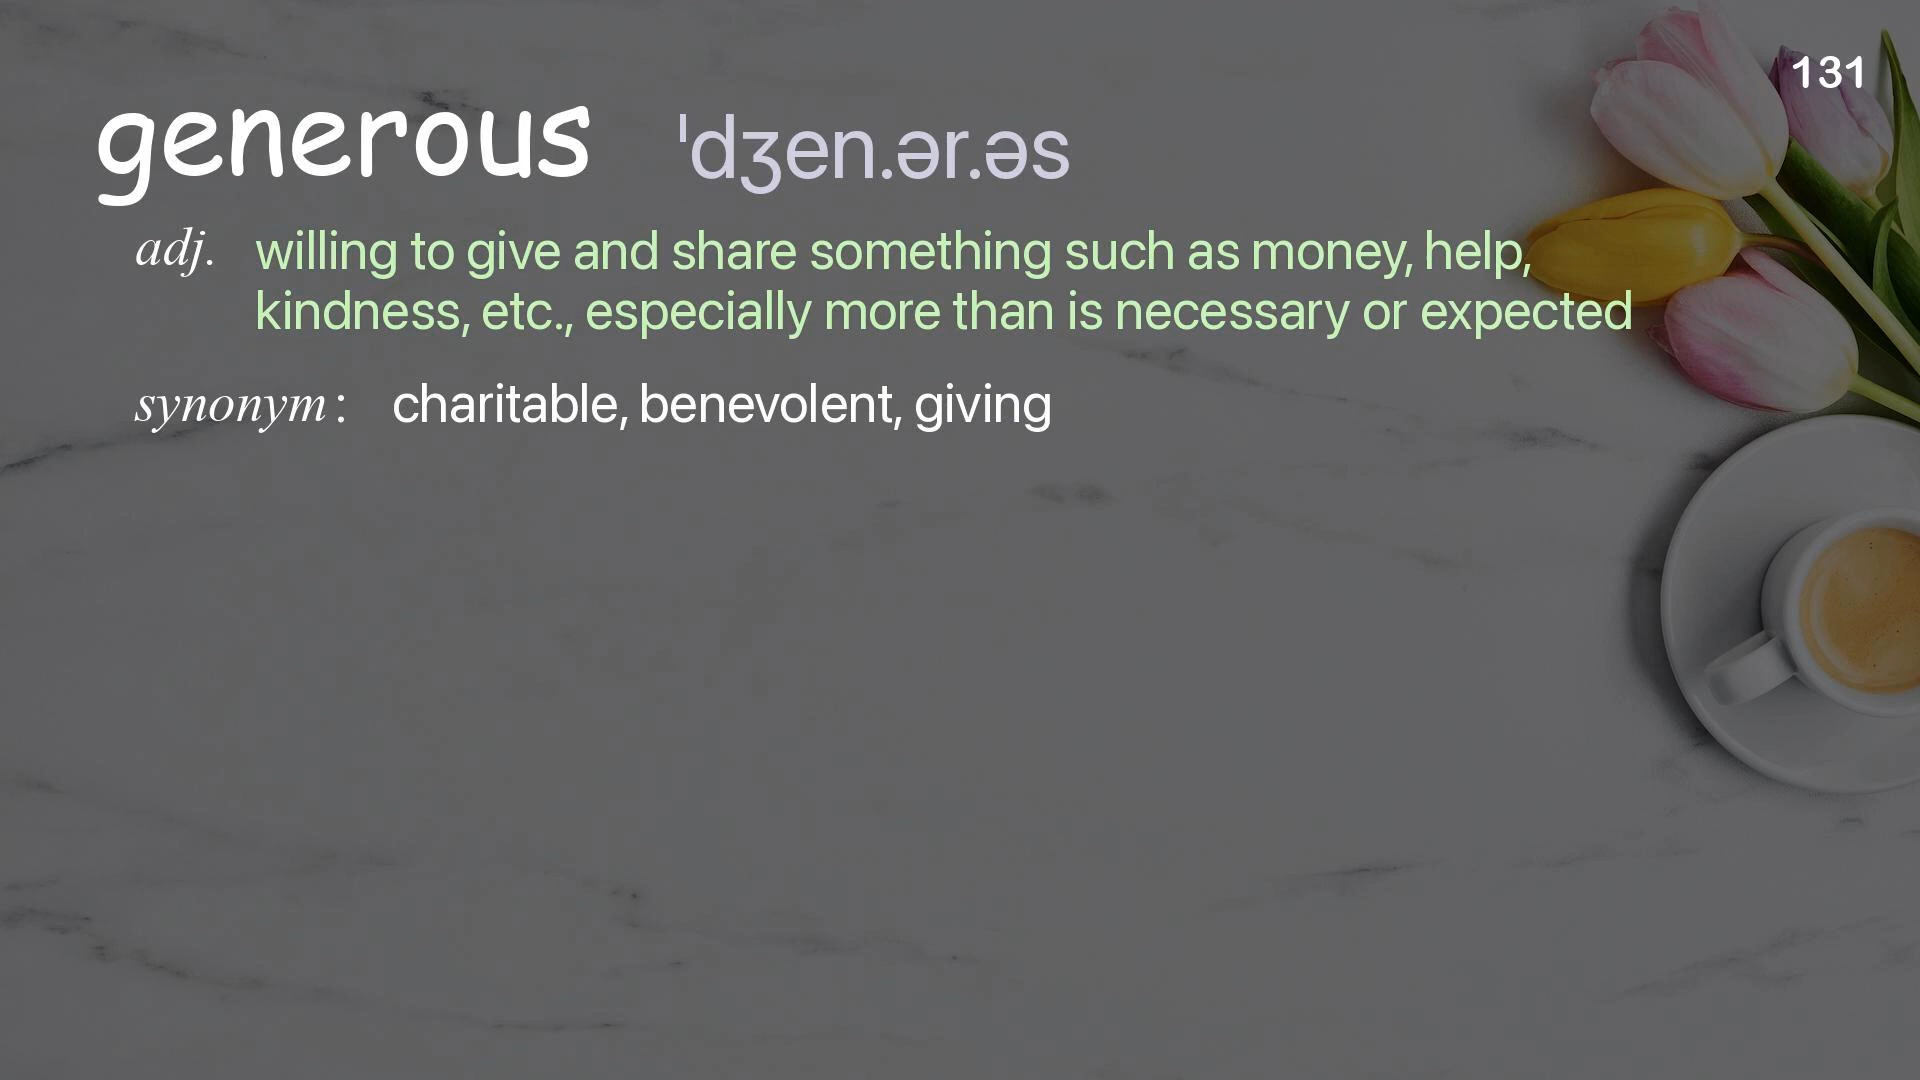 131
generous ˈdʒen.ər.əs
adj. willing to give and share something such as money, help,
kindness, etc., especially more than is necessary or expected
synonym : charitable, benevolent, giving